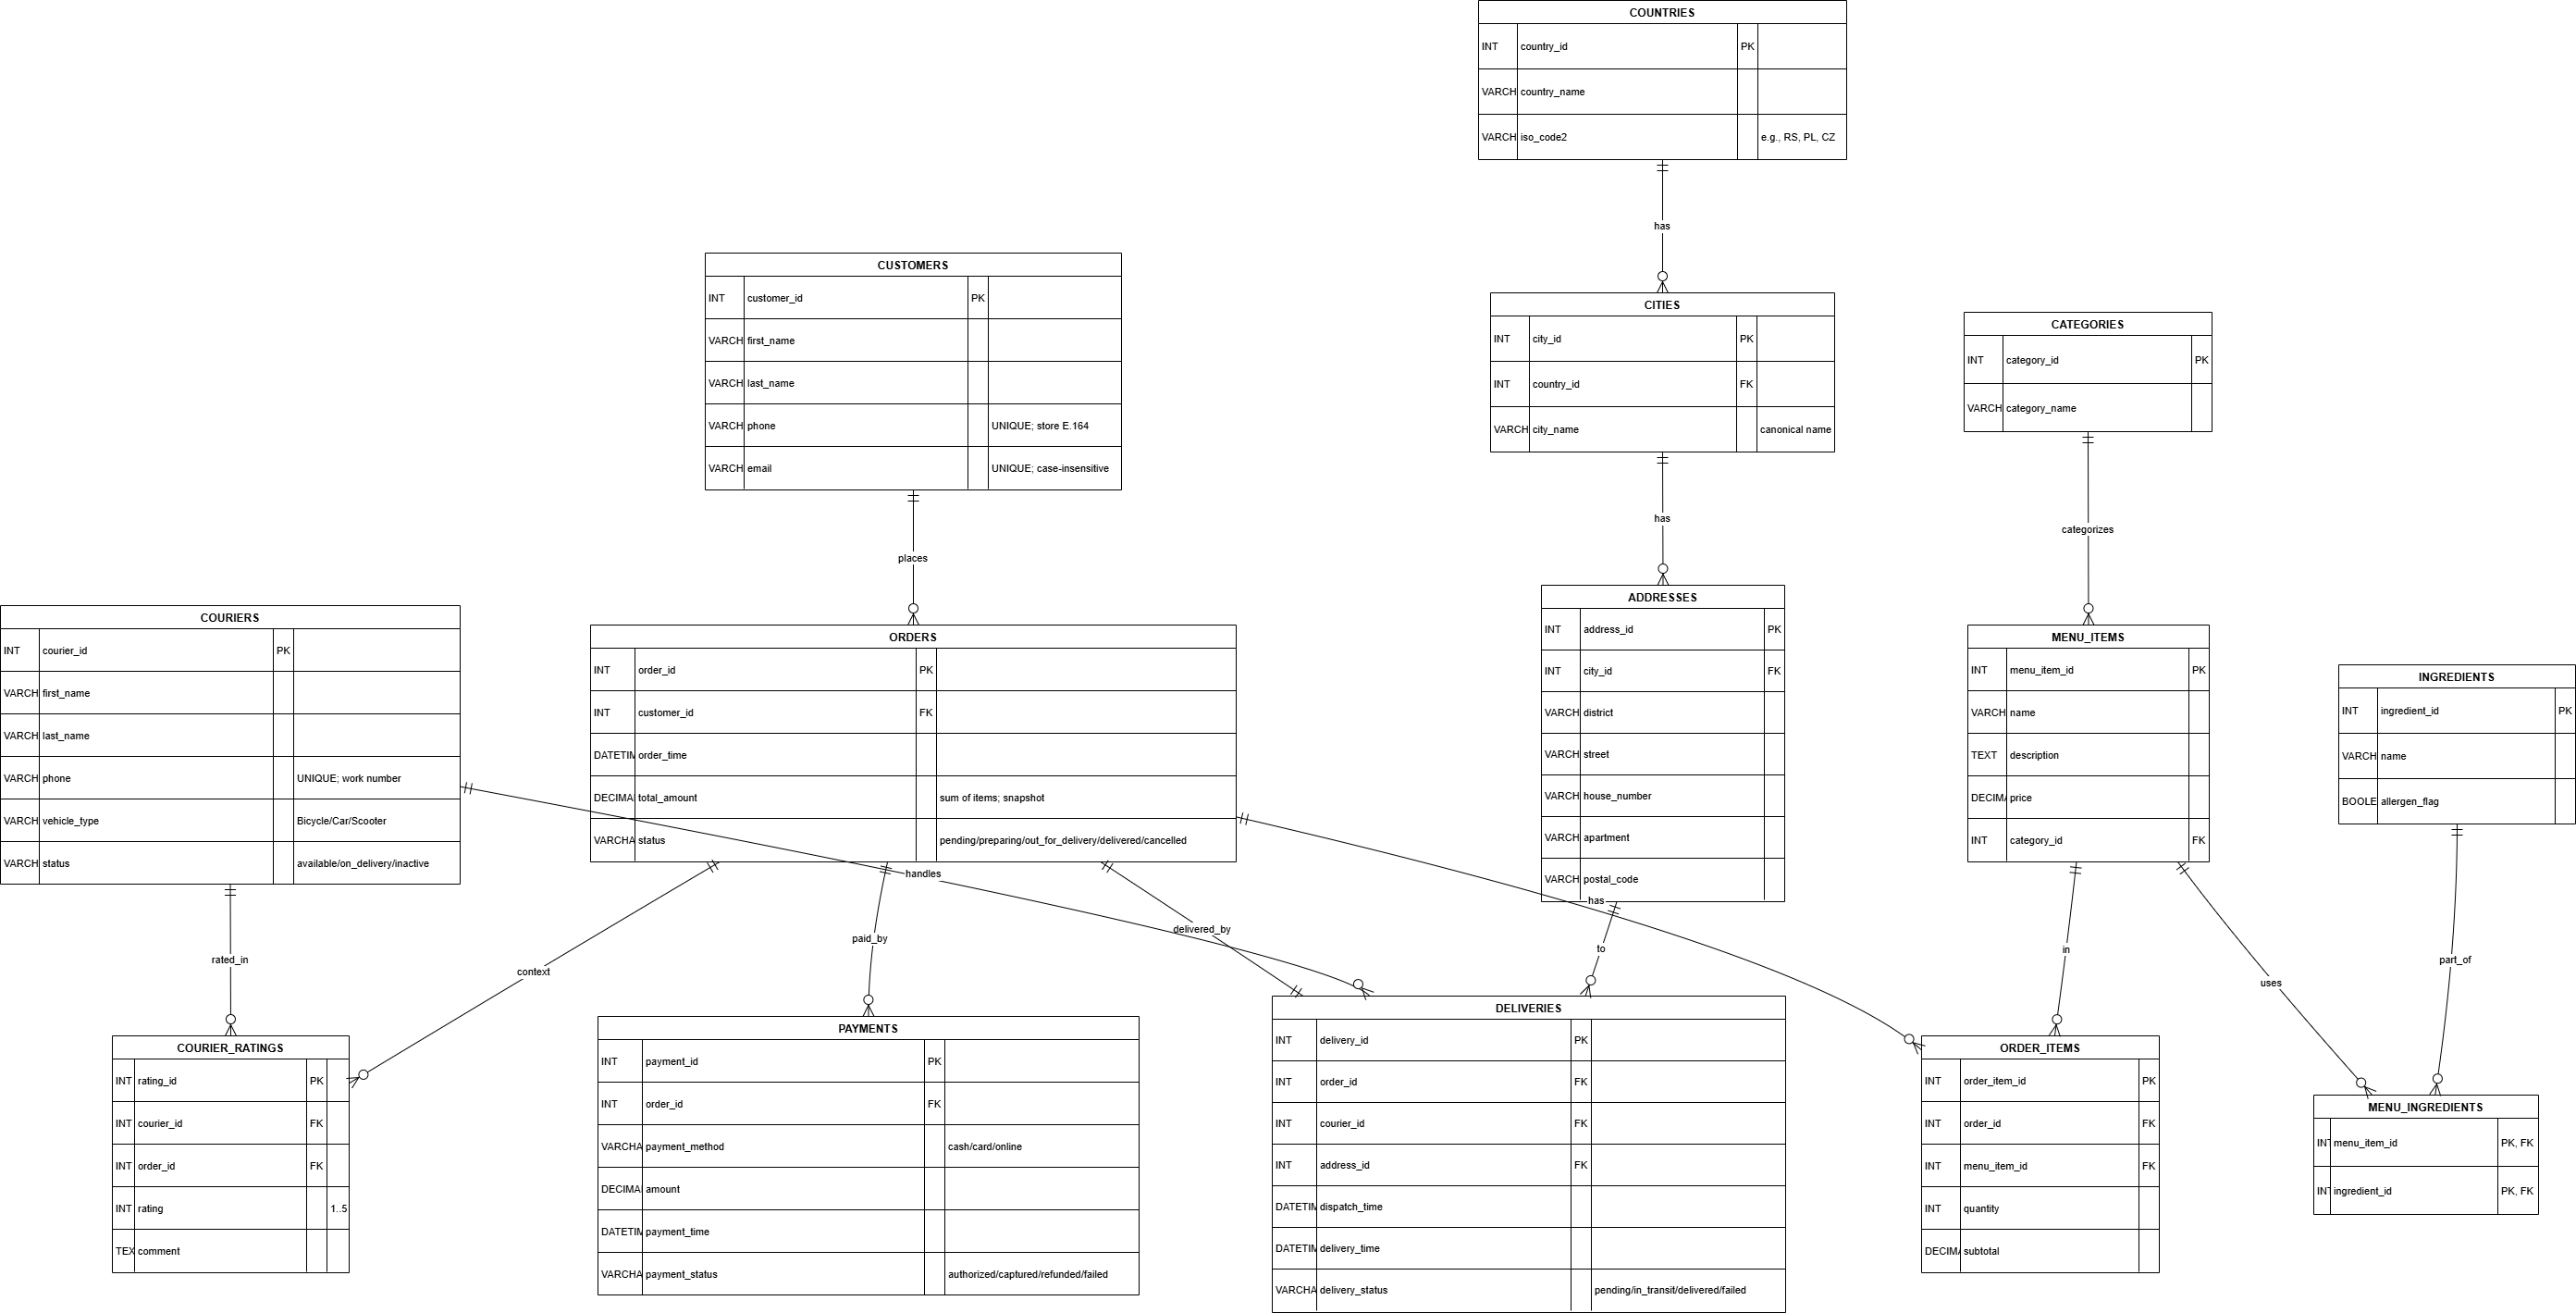 COUNTRIES
INT country_id PK
VARCH country_name
VARCH iso_code2 e.g., RS, PL, CZ
has
CUSTOMERS
INT customer_id PK
VARCH first_name
VARCH last_name
VARCH phone UNIQUE; store E.164
VARCH email UNIQUE; case-insensitive
places
CITIES
INT city_id PK
INT country_id FK
VARCH city_name canonical name
has
CATEGORIES
INT category_id PK
VARCH category_name
categorizes
COURIERS
INT courier_id PK
VARCH first_name
VARCH last_name
VARCH phone UNIQUE; work number
VARCH vehicle_type Bicycle/Car/Scooter
VARCH status available/on_delivery/inactive
ORDERS
INT order_id PK
INT customer_id FK
DATETIM order_time
DECIMA total_amount sum of items; snapshot
VARCHA status pending/preparing/out_for_delivery/delivered/cancelled
ADDRESSES
INT address_id PK
INT city_id FK
VARCH district
VARCH street
VARCH house_number
VARCH apartment
VARCH postal_code
MENU_ITEMS
INT menu_item_id PK
VARCH name
TEXT description
DECIMA price
INT category_id FK
INGREDIENTS
INT ingredient_id PK
VARCH name
BOOLE allergen_flag
handles
has
rated_in
context
paid_by
delivered_by
to
in
uses
part_of
COURIER_RATINGS
INT rating_id PK
INT courier_id FK
INT order_id FK
INT rating 1..5
TEX comment
PAYMENTS
INT payment_id PK
INT order_id FK
VARCHA payment_method cash/card/online
DECIMA amount
DATETIM payment_time
VARCHA payment_status authorized/captured/refunded/failed
DELIVERIES
INT delivery_id PK
INT order_id FK
INT courier_id FK
INT address_id FK
DATETIM dispatch_time
DATETIM delivery_time
VARCHA delivery_status pending/in_transit/delivered/failed
ORDER_ITEMS
INT order_item_id PK
INT order_id FK
INT menu_item_id FK
INT quantity
DECIMA subtotal
MENU_INGREDIENTS
INT menu_item_id PK, FK
INT ingredient_id PK, FK